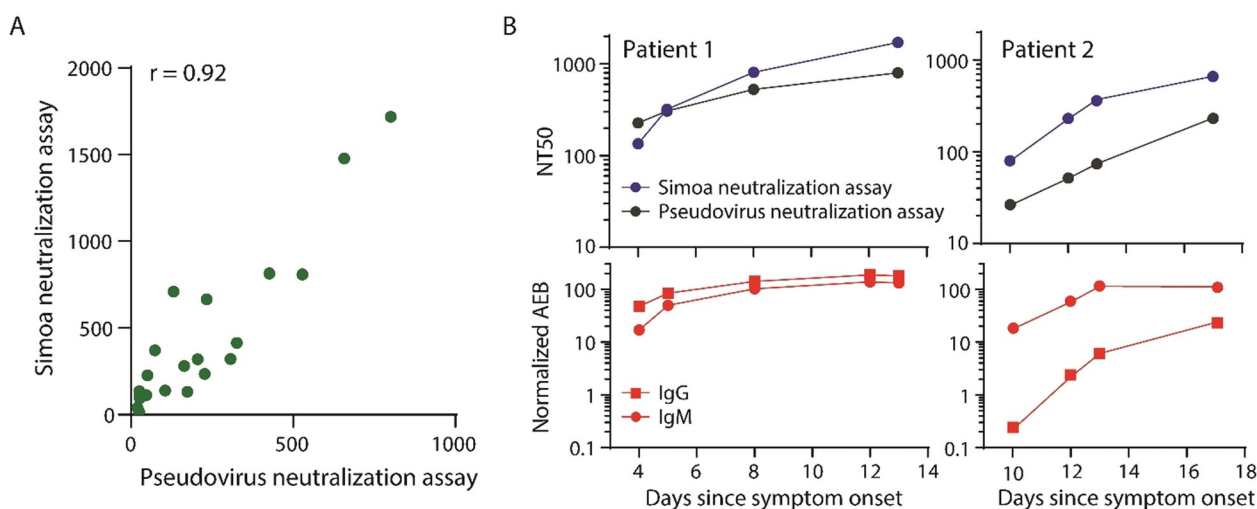 A
r = 0.92
Simoa neutralization assay
2000
1500
1000
500
0
0
500
1000
Pseudovirus neutralization assay
B
Patient 1
Patient 2
NT50
1000
100
10
1000
100
10
Simoa neutralization assay
Pseudovirus neutralization assay
Normalized AEB
100
10
1
0.1
100
10
1
0.1
IgG
IgM
4
6
8
10
12
14
10
12
14
16
18
Days since symptom onset
Days since symptom onset